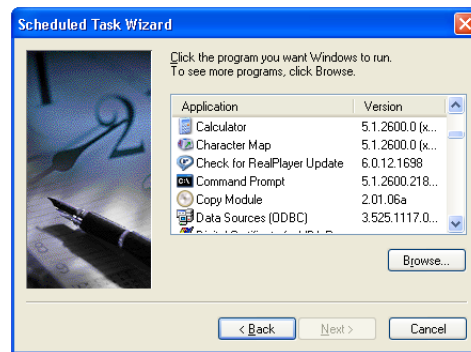 Scheduled Task Wizard
Click the program you want Windows to run.
To see more programs, click Browse.
Application Version
Calculator 5.1.2600.0 (x...
Character Map 5.1.2600.0 (x...
Check for RealPlayer Update 6.0.12.1698
Command Prompt 5.1.2600.218...
Copy Module 2.01.06a
Data Sources (ODBC) 3.525.1117.0...
Browse...
< Back Next > Cancel